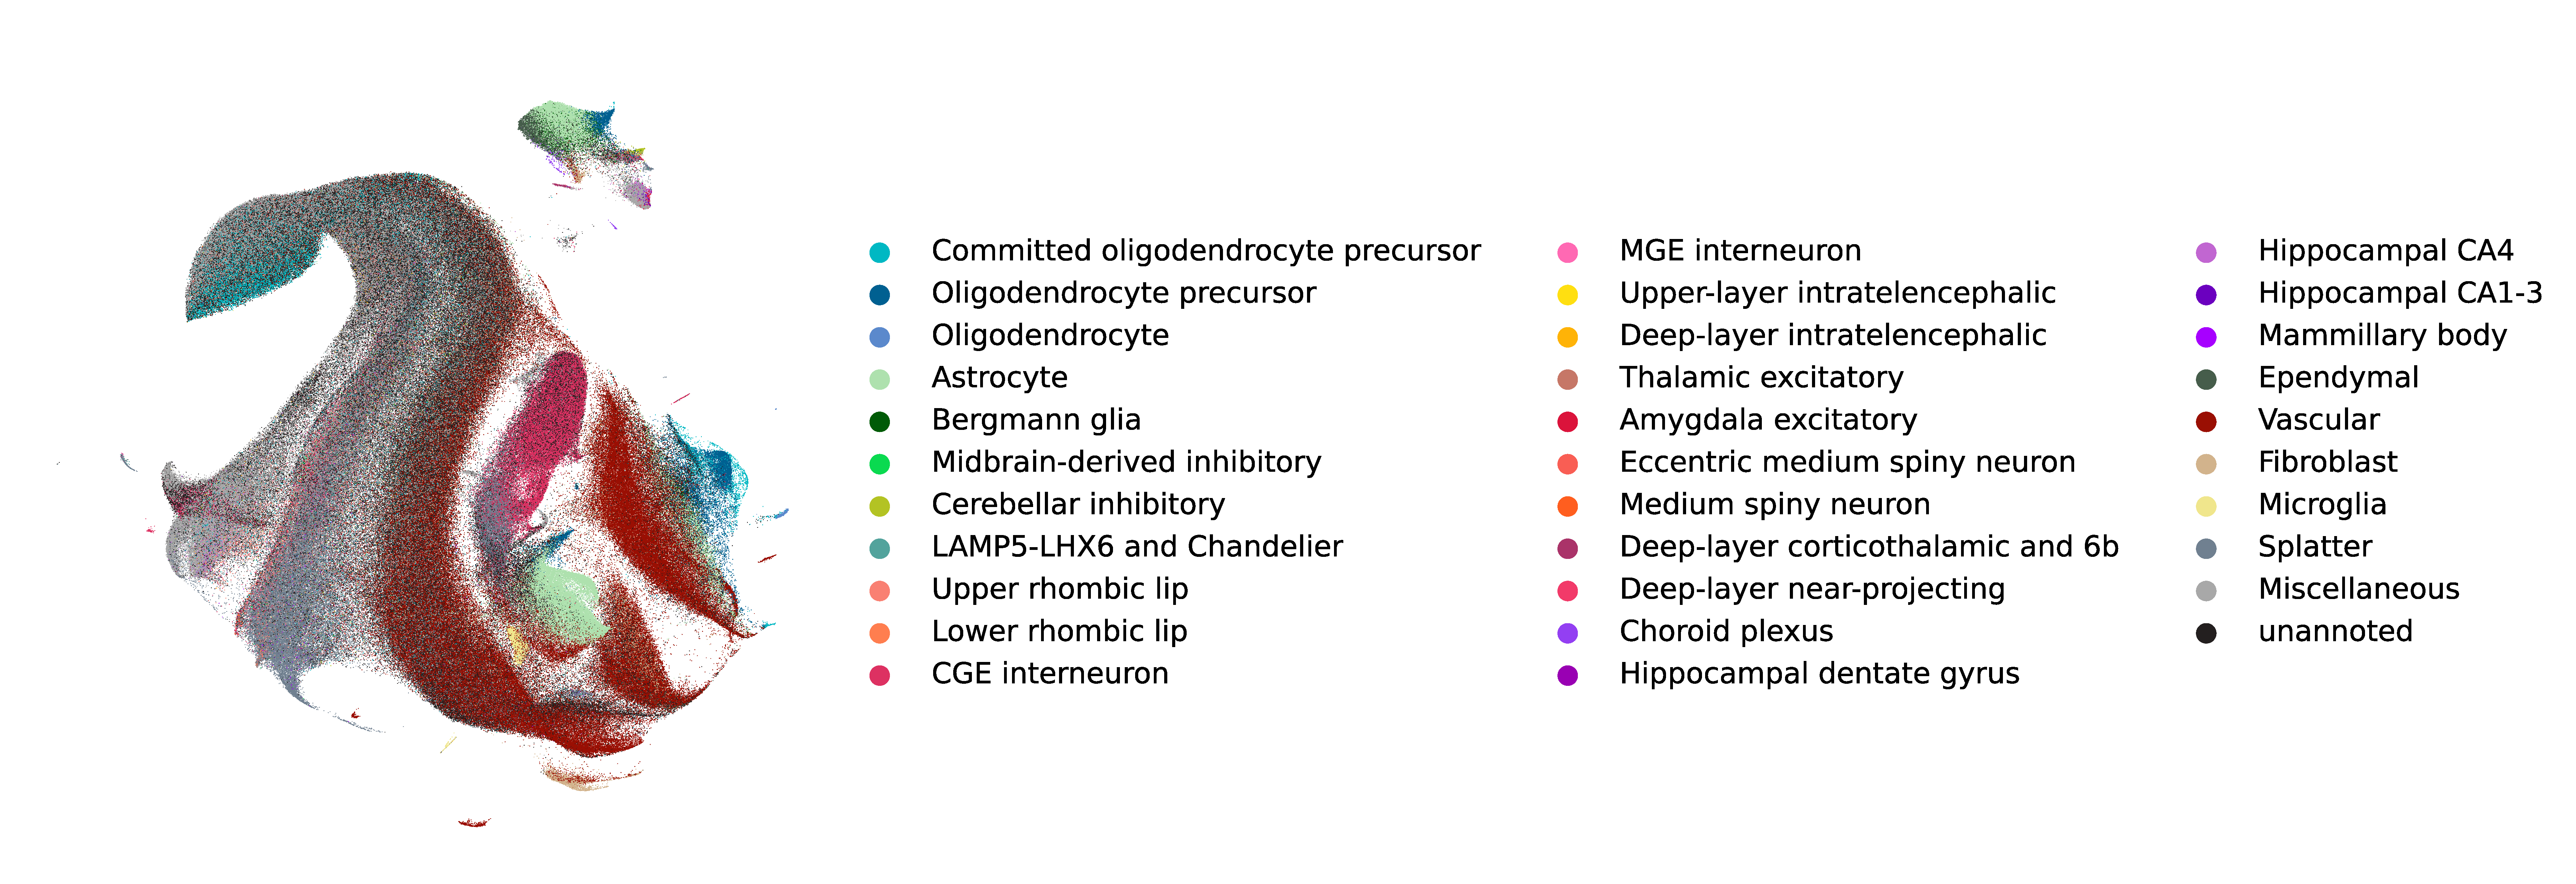 Committed oligodendrocyte precursor
Oligodendrocyte precursor
Oligodendrocyte
Astrocyte
Bergmann glia
Midbrain-derived inhibitory
Cerebellar inhibitory
LAMP5-LHX6 and Chandelier
Upper rhombic lip
Lower rhombic lip
CGE interneuron
MGE interneuron
Upper-layer intratelencephalic
Deep-layer intratelencephalic
Thalamic excitatory
Amygdala excitatory
Eccentric medium spiny neuron
Medium spiny neuron
Deep-layer corticothalamic and 6b
Deep-layer near-projecting
Choroid plexus
Hippocampal dentate gyrus
Hippocampal CA4
Hippocampal CA1-3
Mammillary body
Ependymal
Vascular
Fibroblast
Microglia
Splatter
Miscellaneous
unannoted